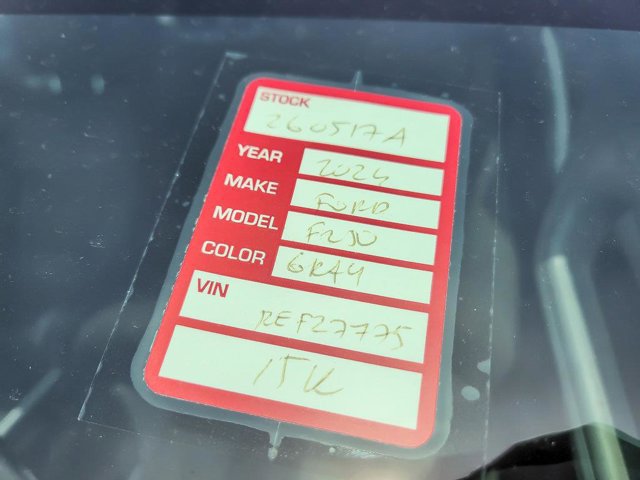 STOCK
260517A
YEAR 2024
MAKE FORD
MODEL F250
COLOR GRAY
VIN
REF27775
15K